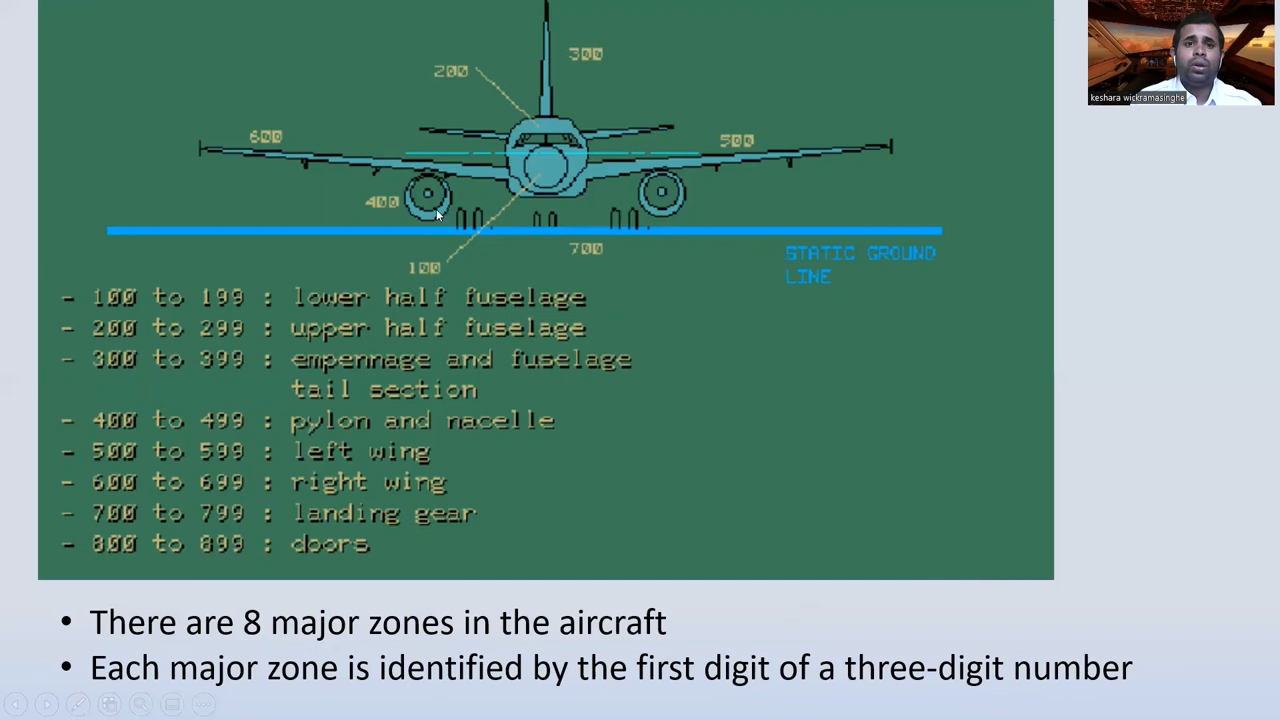 300
200
600
500
400
700
100
STATIC GROUND
LINE
- 100 to 199 : lower half fuselage
- 200 to 299 : upper half fuselage
- 300 to 399 : empennage and fuselage
tail section
- 400 to 499 : pylon and nacelle
- 500 to 599 : left wing
- 600 to 699 : right wing
- 700 to 799 : landing gear
- 800 to 899 : doors
• There are 8 major zones in the aircraft
• Each major zone is identified by the first digit of a three-digit number
keshara wickramasinghe